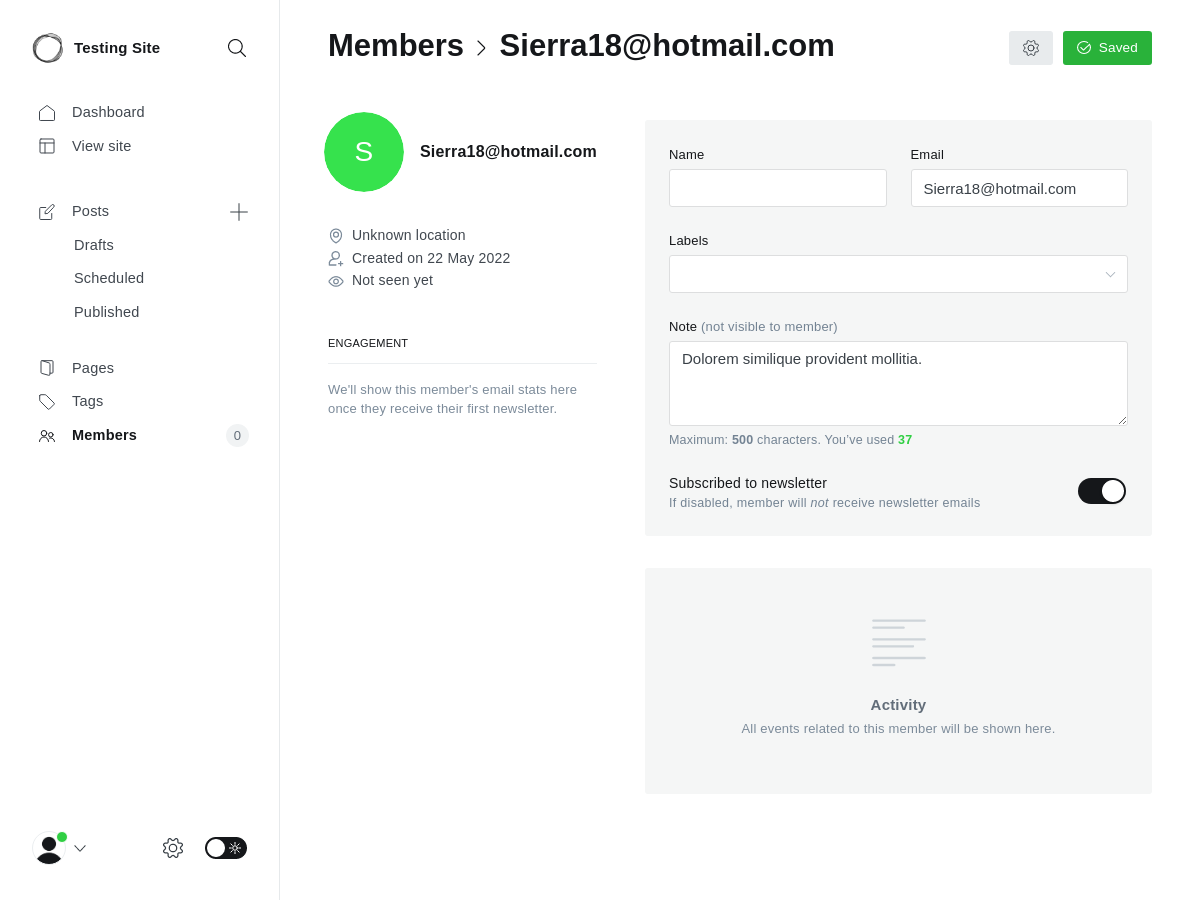 Testing Site
Dashboard
View site
Posts
Drafts
Scheduled
Published
Pages
Tags
Members
0
Members
Sierra18@hotmail.com
Saved
S
Sierra18@hotmail.com
Unknown location
Created on 22 May 2022
Not seen yet
ENGAGEMENT
We'll show this member's email stats here
once they receive their first newsletter.
Name
Email
Sierra18@hotmail.com
Labels
Note (not visible to member)
Dolorem similique provident mollitia.
Maximum: 500 characters. You've used 37
Subscribed to newsletter
If disabled, member will not receive newsletter emails
Activity
All events related to this member will be shown here.